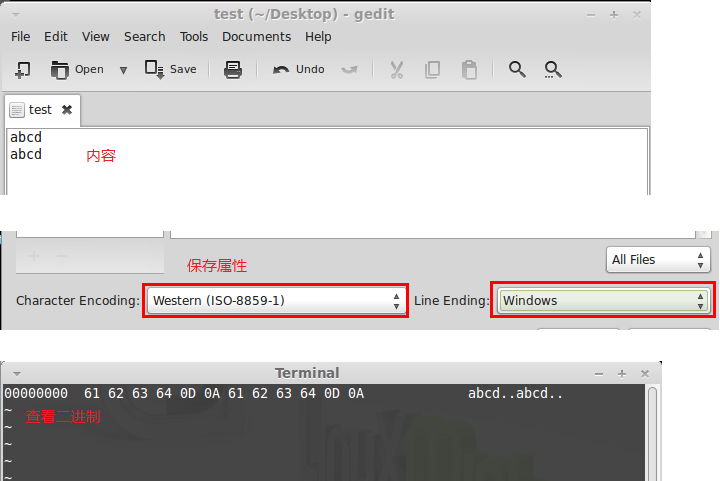 test (~/Desktop) - gedit
File Edit View Search Tools Documents Help
Open Save Undo
test
abcd
abcd 内容
保存属性
All Files
Character Encoding: Western (ISO-8859-1) Line Ending: Windows
Terminal
00000000 61 62 63 64 0D 0A 61 62 63 64 0D 0A abcd..abcd..
~ 查看二进制
~
~
~
~